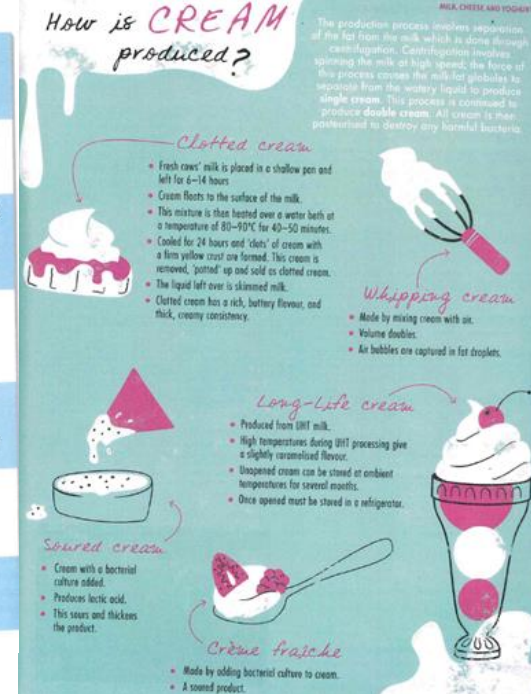 MILK, CHEESE AND YOGHURT
How is CREAM
produced?
The production process involves separation
of the fat from the milk which is done through
centrifugation. Centrifugation involves
spinning the milk at high speed; the force of
this process causes the milk-fat globules to
separate from the watery liquid to produce
single cream. This process is continued to
produce double cream. All cream is then
pasteurised to destroy any harmful bacteria.
Clotted cream
• Fresh cows' milk is placed in a shallow pan and
left for 6–14 hours
• Cream floats to the surface of the milk.
• This mixture is then heated over a water bath at
a temperature of 80–90°C for 40–50 minutes.
• Cooled for 24 hours and 'clots' of cream with
a firm yellow crust are formed. This cream is
removed, 'potted' up and sold as clotted cream.
• The liquid left over is skimmed milk.
• Clotted cream has a rich, buttery flavour, and
thick, creamy consistency.
Whipping cream
• Made by mixing cream with air.
• Volume doubles.
• Air bubbles are captured in fat droplets.
Long-Life cream
• Produced from UHT milk.
• High temperatures during UHT processing give
a slightly caramelised flavour.
• Unopened cream can be stored at ambient
temperatures for several months.
• Once opened must be stored in a refrigerator.
Soured cream
• Cream with a bacterial
culture added.
• Produces lactic acid.
• This sours and thickens
the product.
Crème fraîche
• Made by adding bacterial culture to cream.
• A soured product.